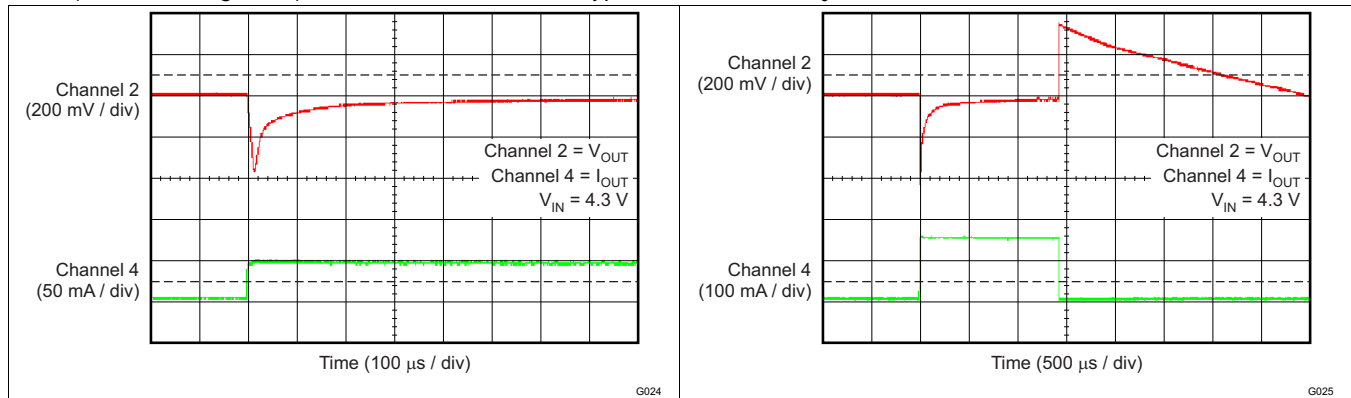 Channel 2
(200 mV / div)
Channel 2 = VOUT
Channel 4 = IOUT
VIN = 4.3 V
Channel 4
(50 mA / div)
Time (100 μs / div)
G024
Channel 2
(200 mV / div)
Channel 2 = VOUT
Channel 4 = IOUT
VIN = 4.3 V
Channel 4
(100 mA / div)
Time (500 μs / div)
G025